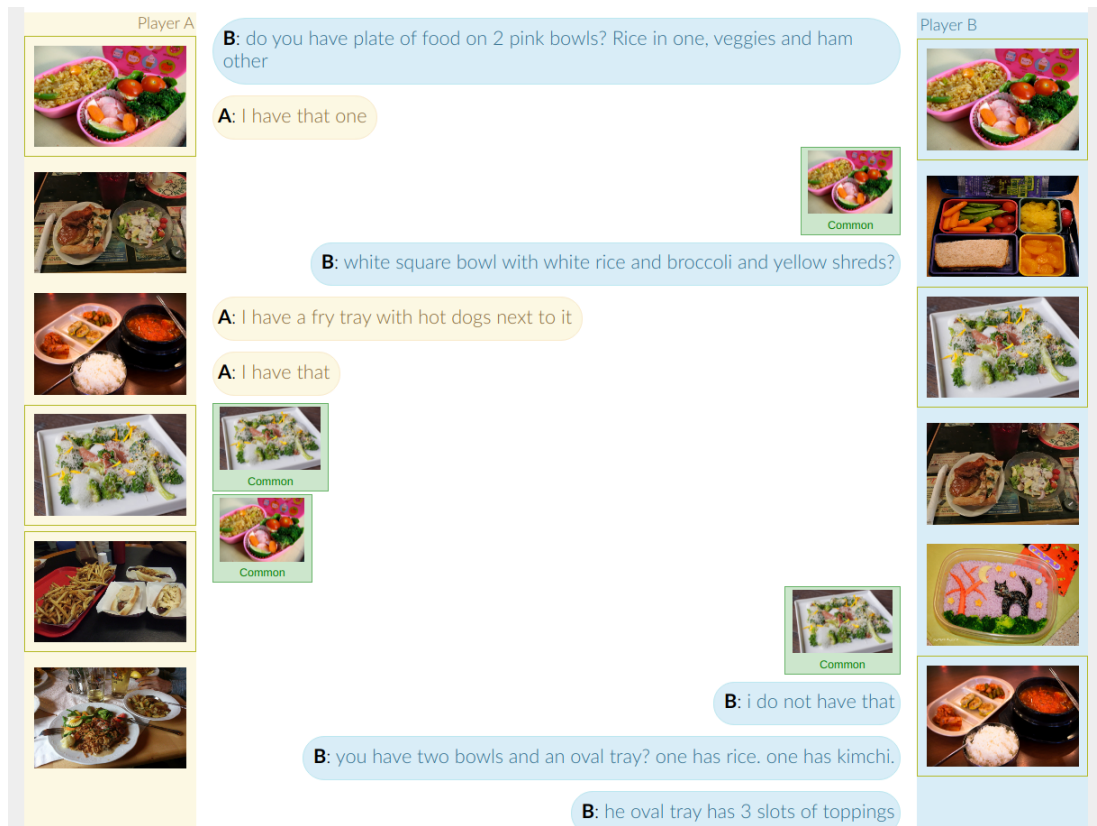 Player A
B: do you have plate of food on 2 pink bowls? Rice in one, veggies and ham
other
Player B
A: I have that one
Common
B: white square bowl with white rice and broccoli and yellow shreds?
A: I have a fry tray with hot dogs next to it
A: I have that
Common
Common
Common
B: i do not have that
B: you have two bowls and an oval tray? one has rice. one has kimchi.
B: he oval tray has 3 slots of toppings